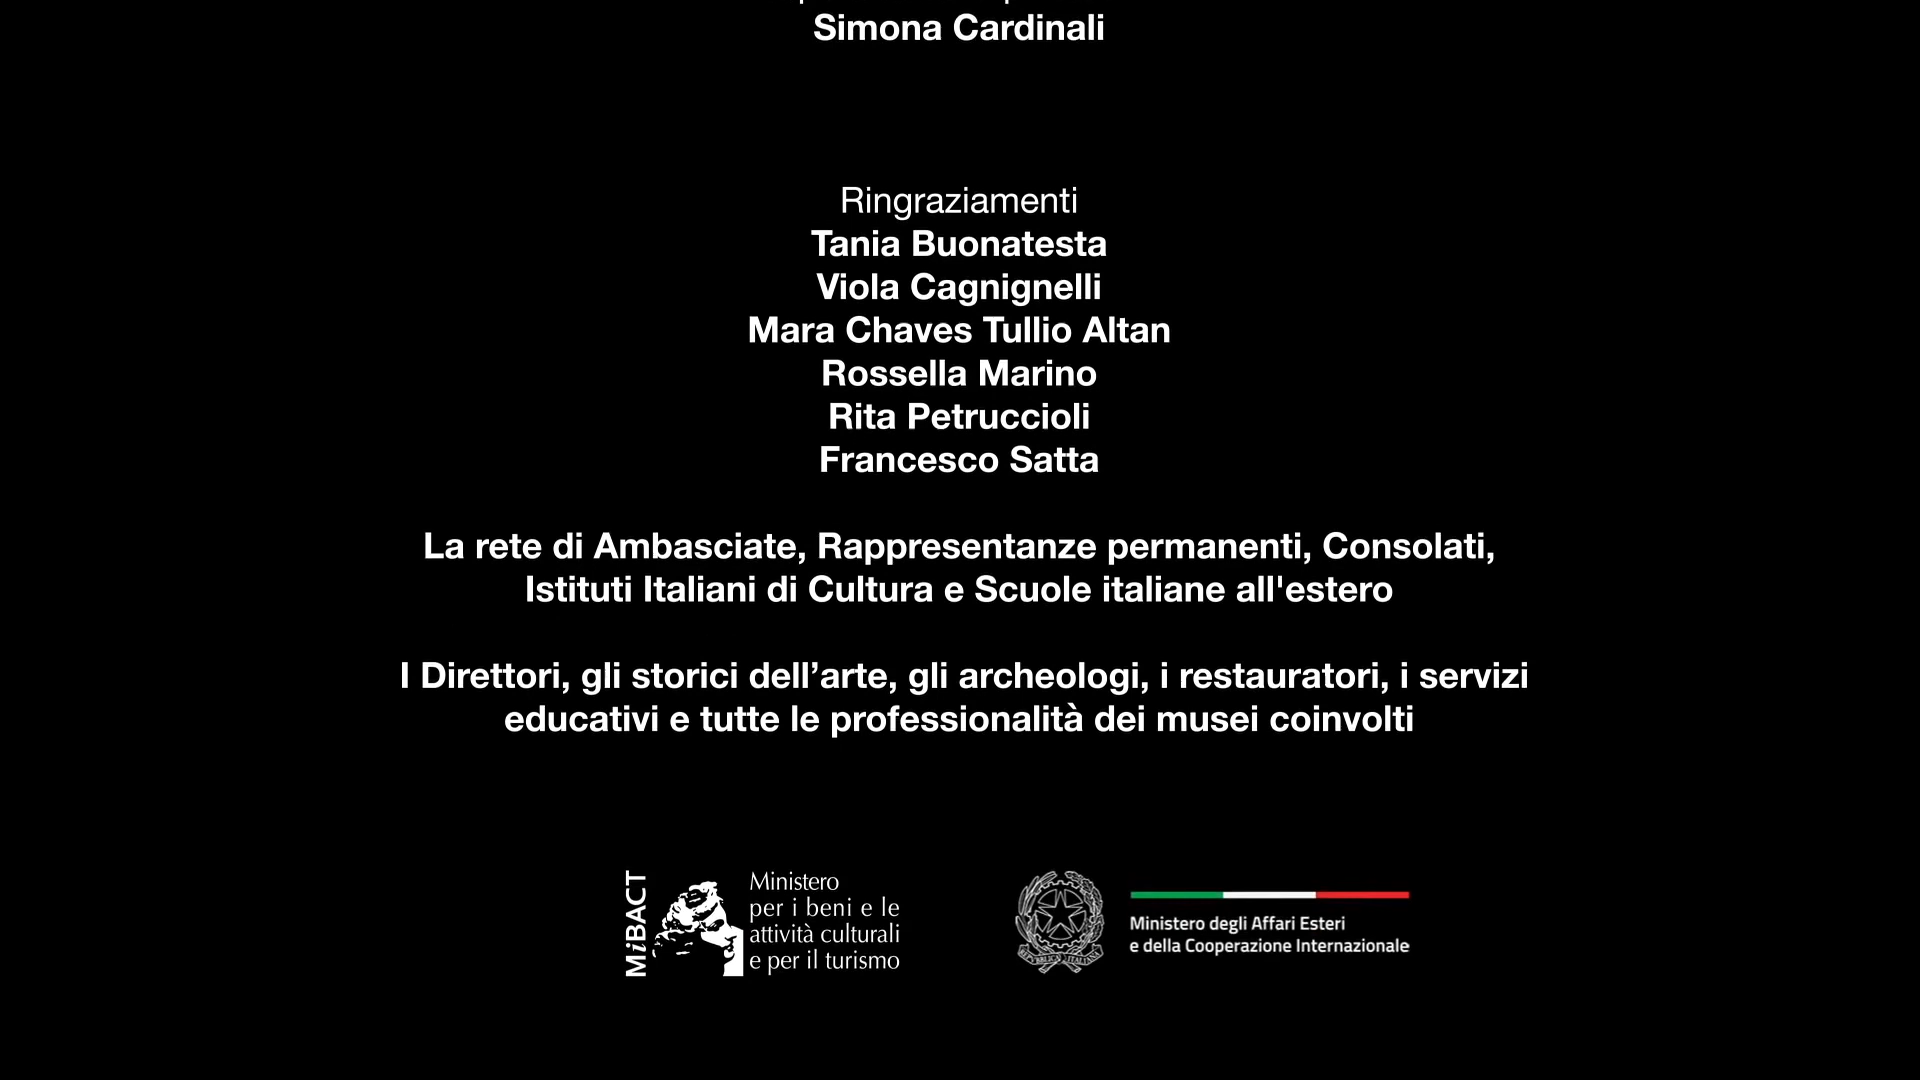 Simona Cardinali
Ringraziamenti
Tania Buonatesta
Viola Cagnignelli
Mara Chaves Tullio Altan
Rossella Marino
Rita Petruccioli
Francesco Satta
La rete di Ambasciate, Rappresentanze permanenti, Consolati,
Istituti Italiani di Cultura e Scuole italiane all'estero
I Direttori, gli storici dell’arte, gli archeologi, i restauratori, i servizi
educativi e tutte le professionalità dei musei coinvolti
MiBACT
Ministero
per i beni e le
attività culturali
e per il turismo
REPVBBLICA ITALIANA
Ministero degli Affari Esteri
e della Cooperazione Internazionale